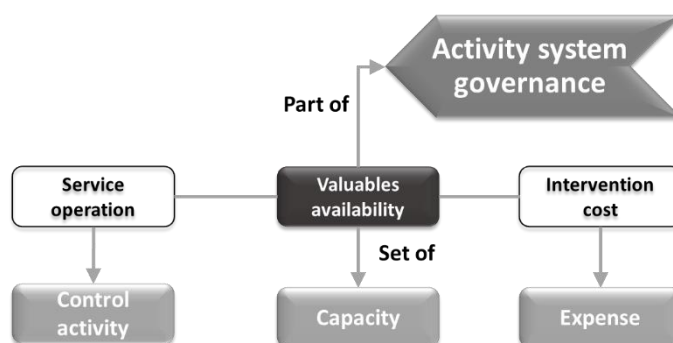 Activity system
governance
Part of
Service
operation
Valuables
availability
Intervention
cost
Set of
Control
activity
Capacity
Expense